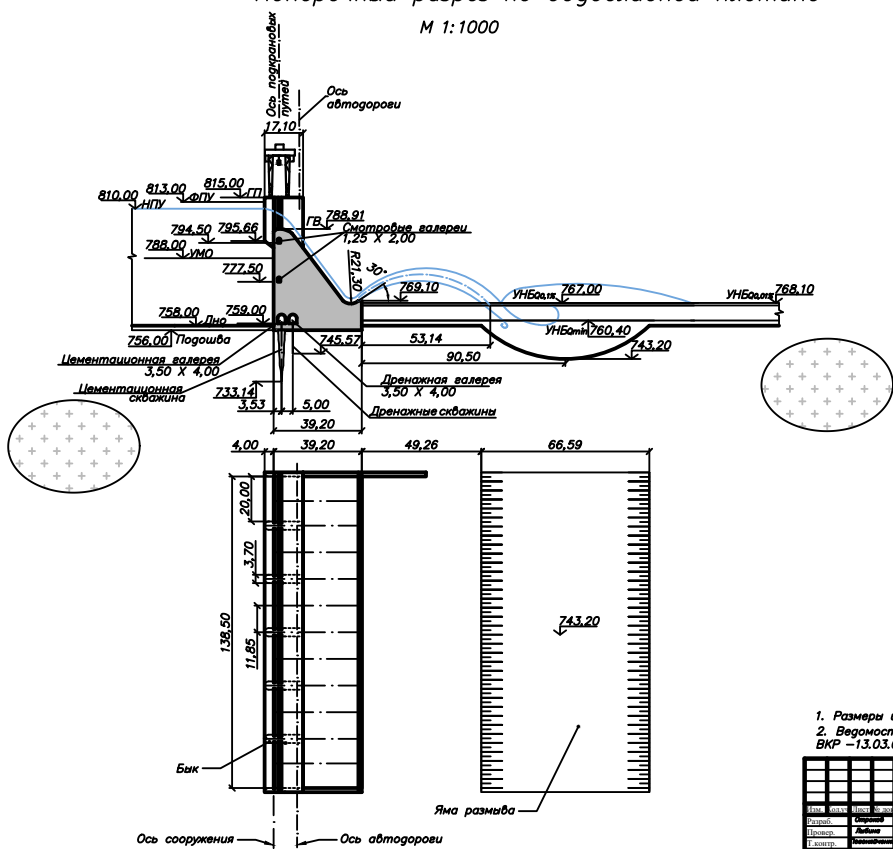 М 1:1000
Ось подкрановых
путей
Ось
автодороги
17,10
810,00
НПУ
813,00
ФПУ
815,00
ГП
794,50
795,66
788,00
УМО
777,50
758,00
Дно
759,00
756,00
Подошва
ГВ
788,91
Смотровые галереи
1,25 X 2,00
R21,30
30°
769,10
УНБ
767,00
УНБ
768,10
УНБQmin
760,40
743,20
745,57
53,14
90,50
Цементационная галерея
3,50 X 4,00
Цементационная
скважина
733,14
3,53
5,00
39,20
Дренажная галерея
3,50 X 4,00
Дренажные скважины
4,00
39,20
49,26
66,59
20,00
3,70
138,50
11,85
743,20
Бык
Яма размыва
Ось сооружения
Ось автодороги
1. Размеры
2. Ведомост
ВКР –13.03.
Изм.
Лист
Разраб.
Провер.
Т.контр.